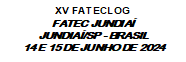 XV FATECLOG
FATEC JUNDIAÍ
JUNDIAÍ/SP - BRASIL
14 E 15 DE JUNHO DE 2024